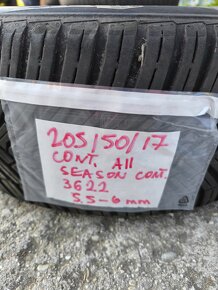 205/50/17
CONT. All
SEASON CONT.
3622
5.5-6 mm